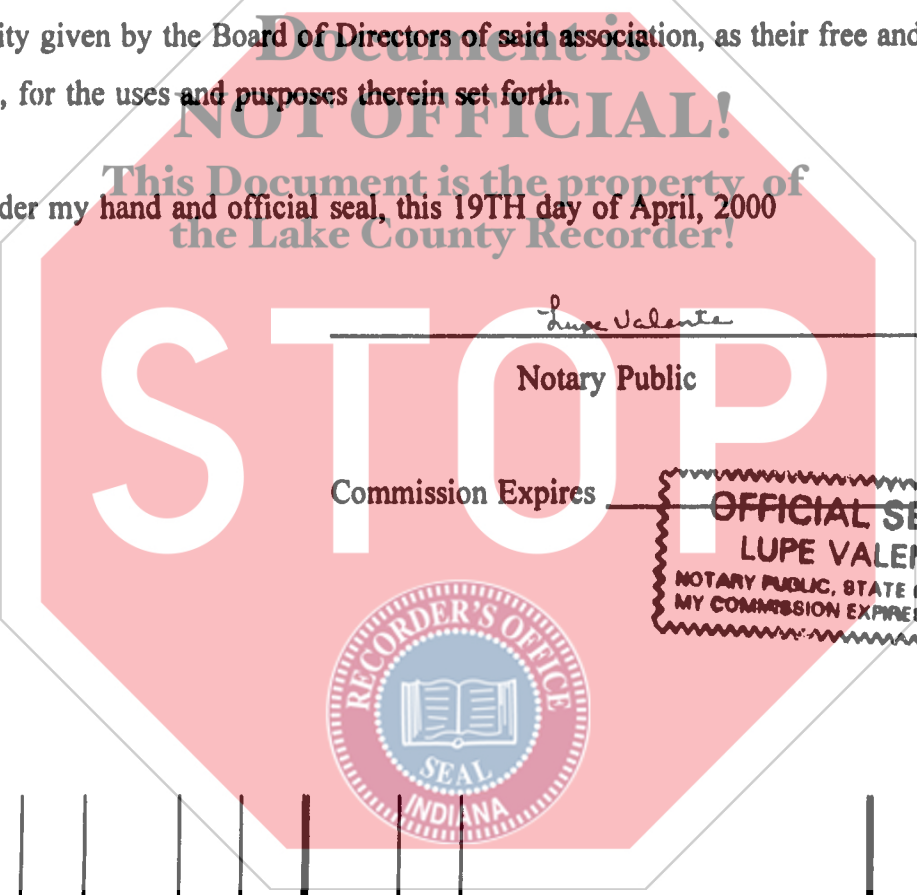 Document is
ity given by the Board of Directors of said association, as their free and
, for the uses and purposes therein set forth.
NOT OFFICIAL!
This Document is the property of
der my hand and official seal, this 19TH day of April, 2000
the Lake County Recorder!
STOP
Lupe Valente
Notary Public
Commission Expires
OFFICIAL SE
LUPE VALEN
NOTARY PUBLIC, STATE
MY COMMISSION EXPIRES
RECORDER'S OFFICE
SEAL
INDIANA